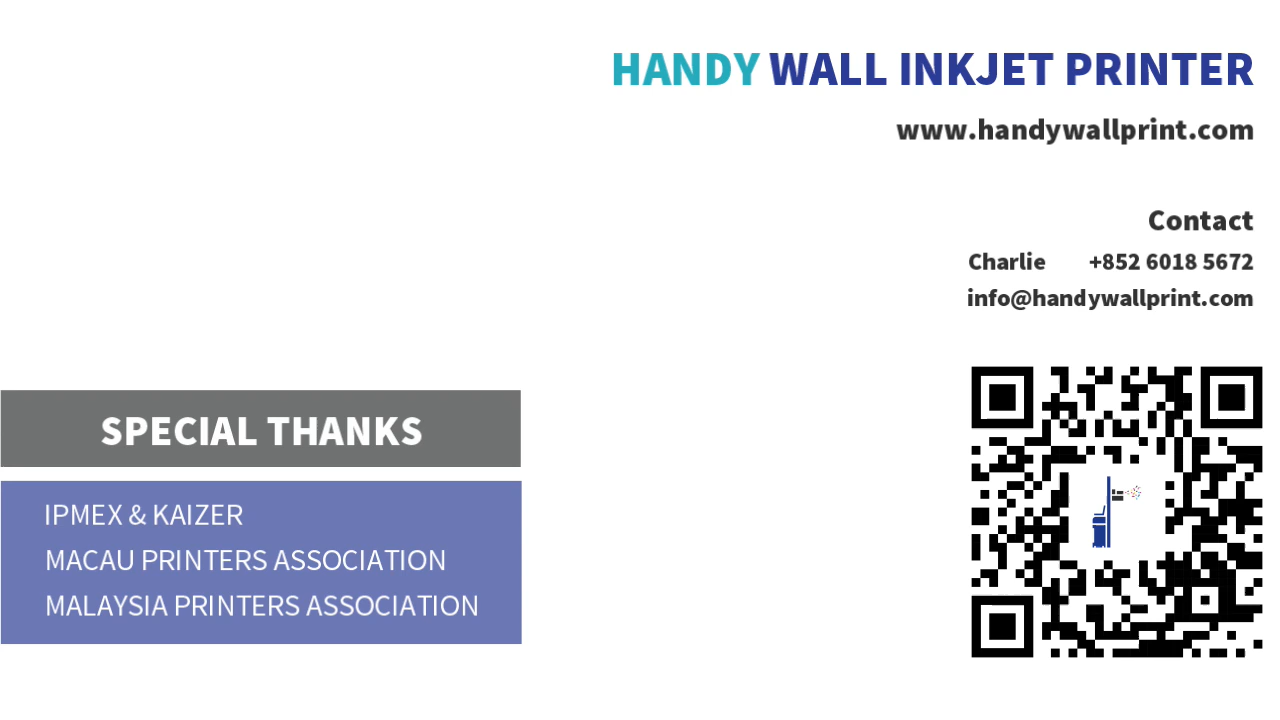 HANDY WALL INKJET PRINTER
www.handywallprint.com
Contact
Charlie +852 6018 5672
info@handywallprint.com
SPECIAL THANKS
IPMEX & KAIZER
MACAU PRINTERS ASSOCIATION
MALAYSIA PRINTERS ASSOCIATION